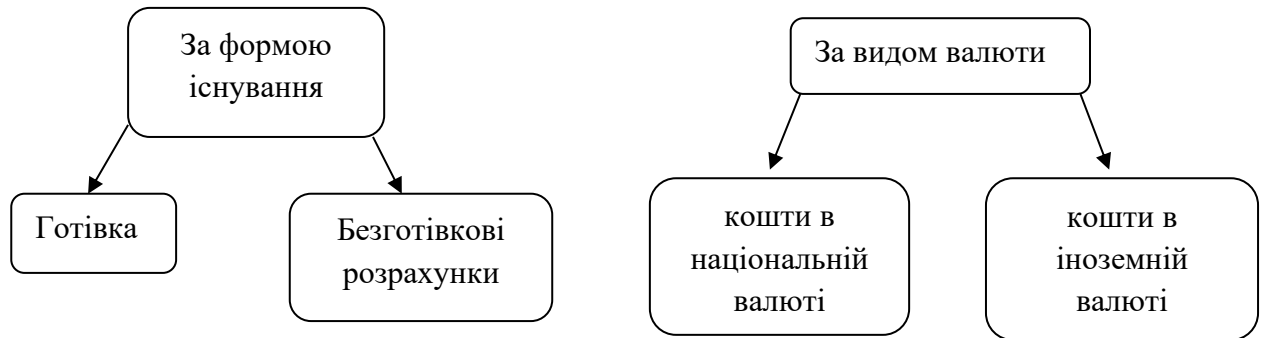 За формою
існування
За видом валюти
Готівка
Безготівкові
розрахунки
кошти в
національній
валюті
кошти в
іноземній
валюті